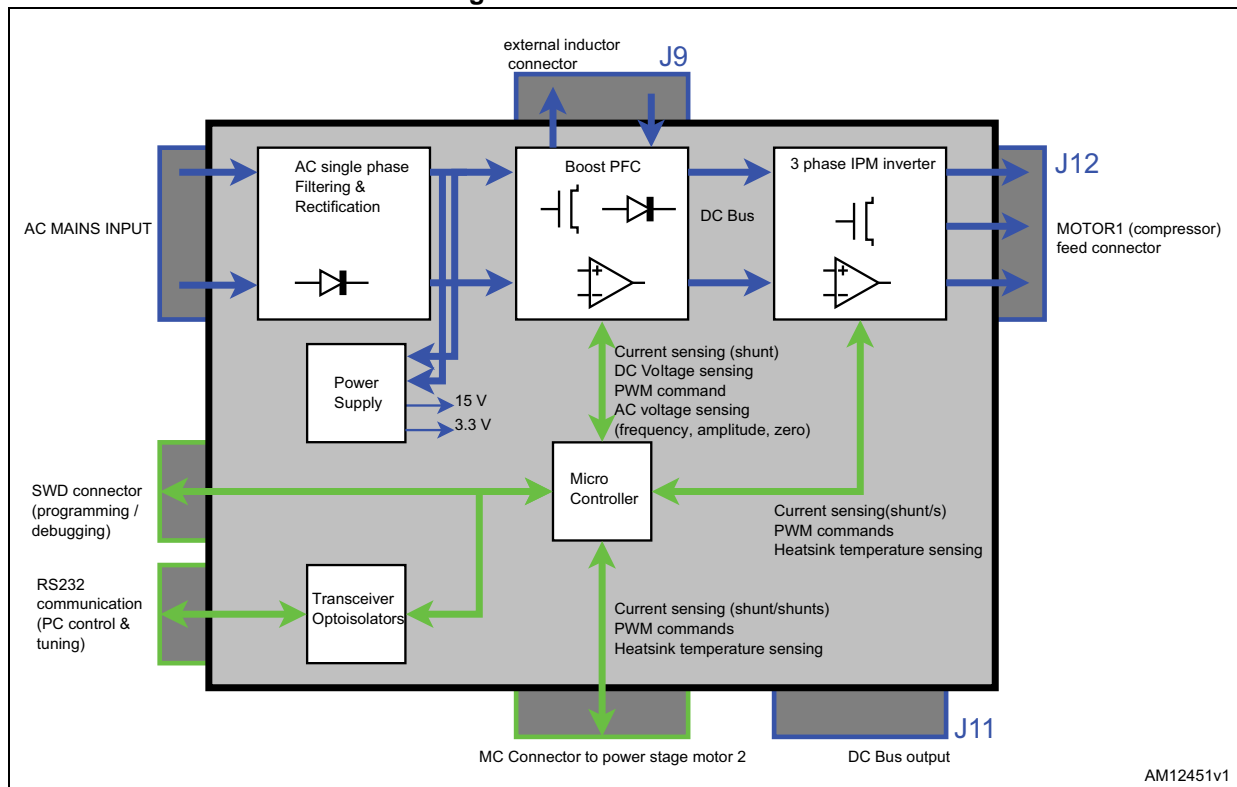 external inductor
connector
J9
AC single phase
Filtering &
Rectification
Boost PFC
3 phase IPM inverter
J12
AC MAINS INPUT
DC Bus
MOTOR1 (compressor)
feed connector
Power
Supply
15 V
3.3 V
Current sensing (shunt)
DC Voltage sensing
PWM command
AC voltage sensing
(frequency, amplitude, zero)
SWD connector
(programming /
debugging)
Micro
Controller
Current sensing(shunt/s)
PWM commands
Heatsink temperature sensing
RS232
communication
(PC control &
tuning)
Transceiver
Optoisolators
Current sensing (shunt/shunts)
PWM commands
Heatsink temperature sensing
J11
MC Connector to power stage motor 2
DC Bus output
AM12451v1